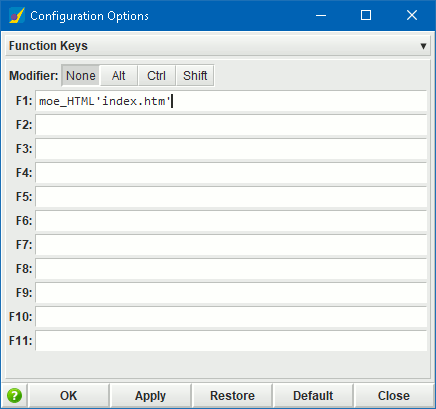 Configuration Options
Function Keys
Modifier: None Alt Ctrl Shift
F1: moe_HTML'index.htm'
F2:
F3:
F4:
F5:
F6:
F7:
F8:
F9:
F10:
F11:
? OK Apply Restore Default Close